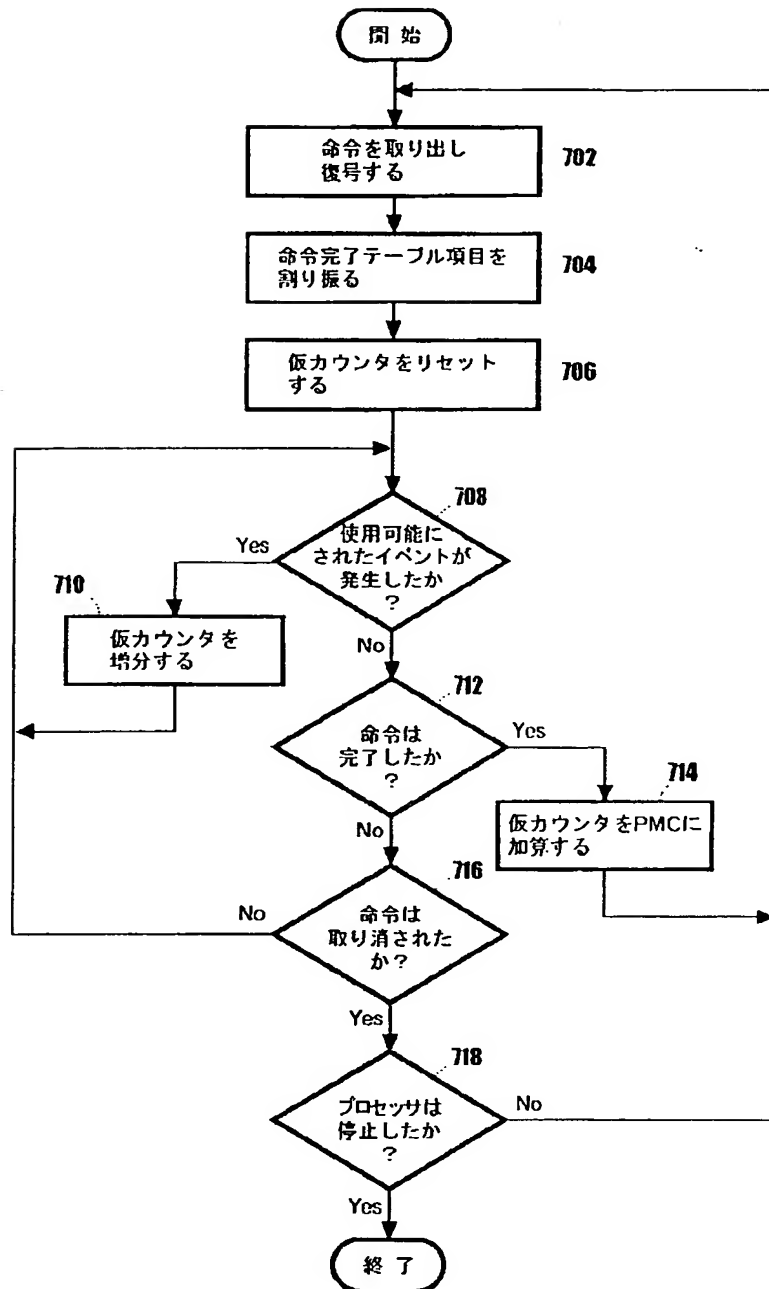 開始
命令を取り出し
復号する
702
命令完了テーブル項目を
割り振る
704
仮カウンタをリセット
する
706
708
使用可能に
されたイベントが
発生したか
?
Yes
No
710
仮カウンタを
増分する
712
命令は
完了したか
?
Yes
No
714
仮カウンタをPMCに
加算する
716
命令は
取り消された
か?
No
Yes
718
プロセッサは
停止したか
?
No
Yes
終了